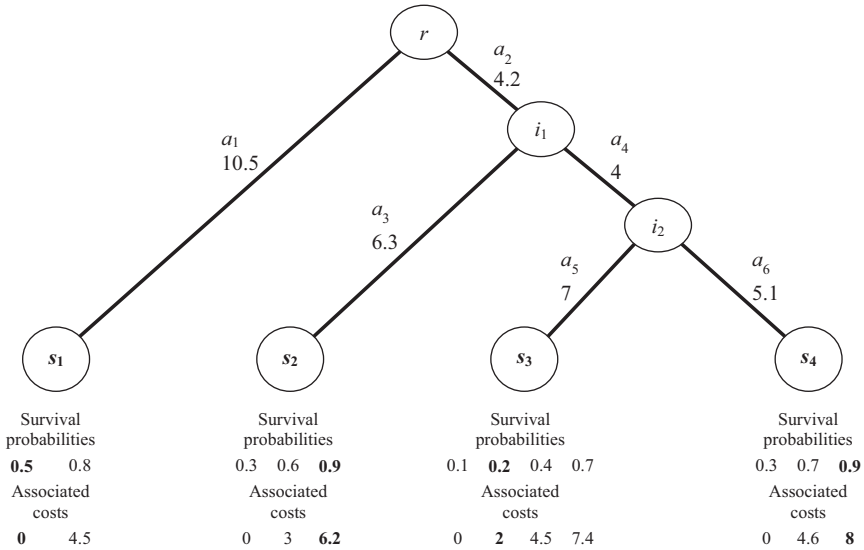 r
a2
4.2
i1
a1
10.5
a4
4
a3
6.3
i2
a5
7
a6
5.1
s1
s2
s3
s4
Survival Survival Survival Survival
probabilities probabilities probabilities probabilities
0.5 0.8 0.3 0.6 0.9 0.1 0.2 0.4 0.7 0.3 0.7 0.9
Associated Associated Associated Associated
costs costs costs costs
0 4.5 0 3 6.2 0 2 4.5 7.4 0 4.6 8